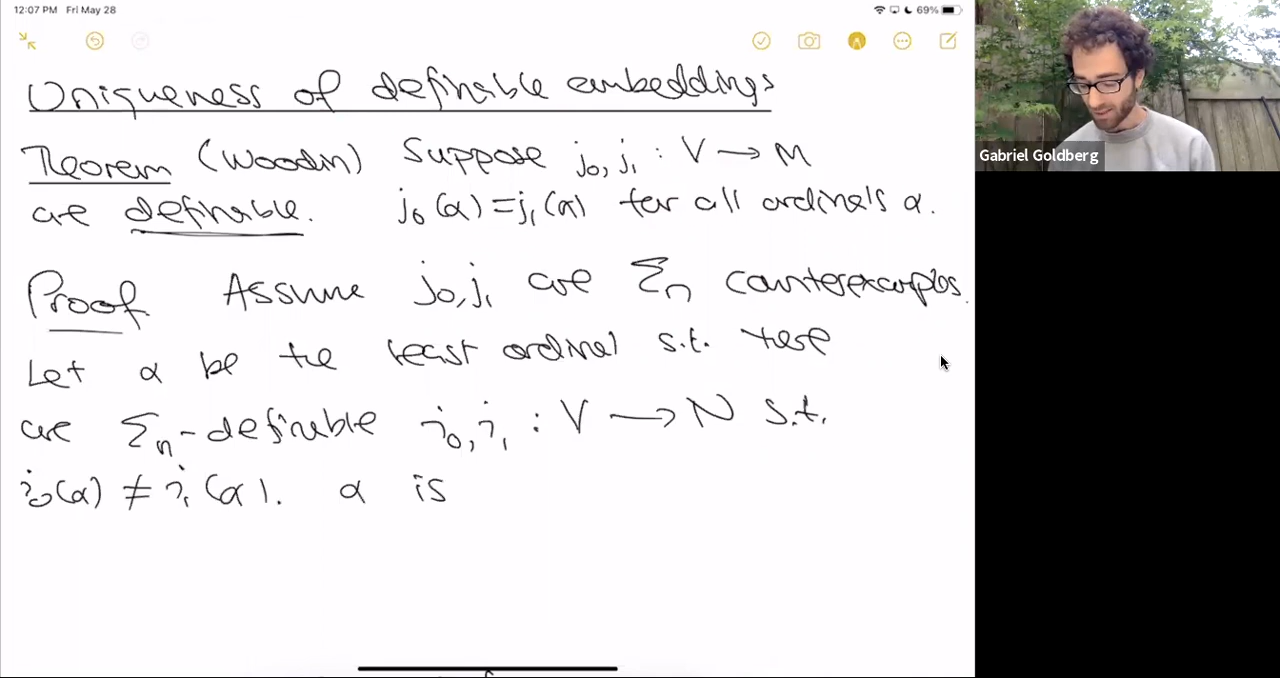 12:07 PM Fri May 28
69%
Uniqueness of definable embeddings
Theorem (Woodin) Suppose j₀, j₁ : V → M
are definable. j₀(α) = j₁(α) for all ordinals α.
Proof. Assume j₀, j₁ are Σₙ counterexamples.
Let α be the least ordinal s.t. there
are Σₙ-definable i₀, i₁ : V → N s.t.
i₀(α) ≠ i₁(α). α is
Gabriel Goldberg